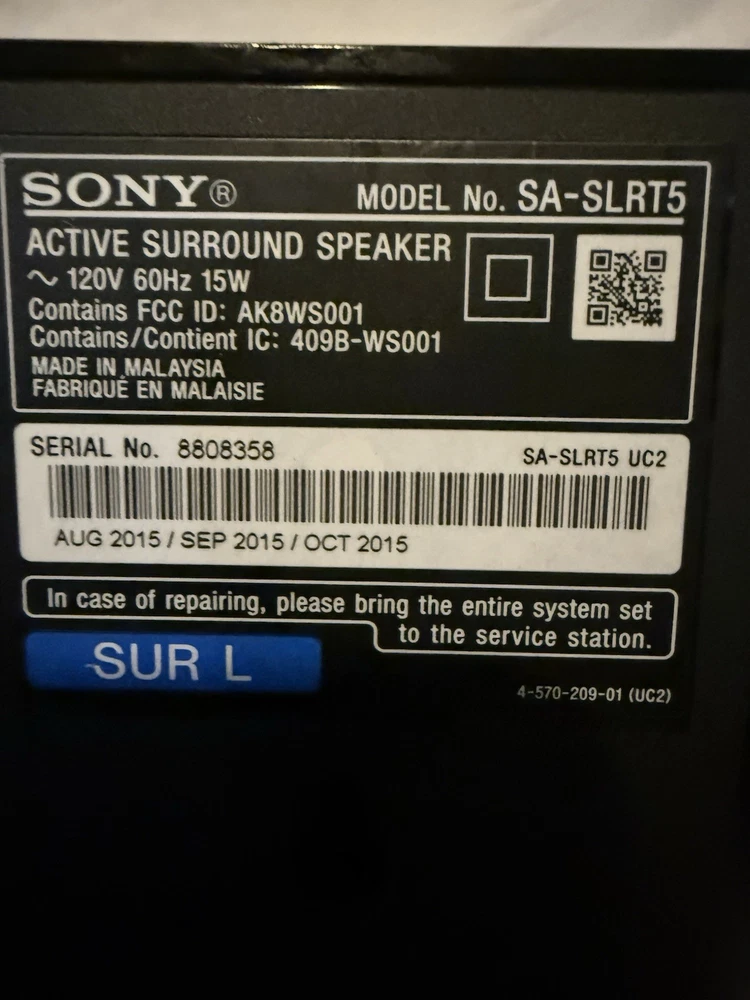 SONY® MODEL No. SA-SLRT5
ACTIVE SURROUND SPEAKER
~ 120V 60Hz 15W
Contains FCC ID: AK8WS001
Contains/Contient IC: 409B-WS001
MADE IN MALAYSIA
FABRIQUÉ EN MALAISIE
SERIAL No. 8808358 SA-SLRT5 UC2
AUG 2015 / SEP 2015 / OCT 2015
In case of repairing, please bring the entire system set
to the service station.
SUR L
4-570-209-01 (UC2)